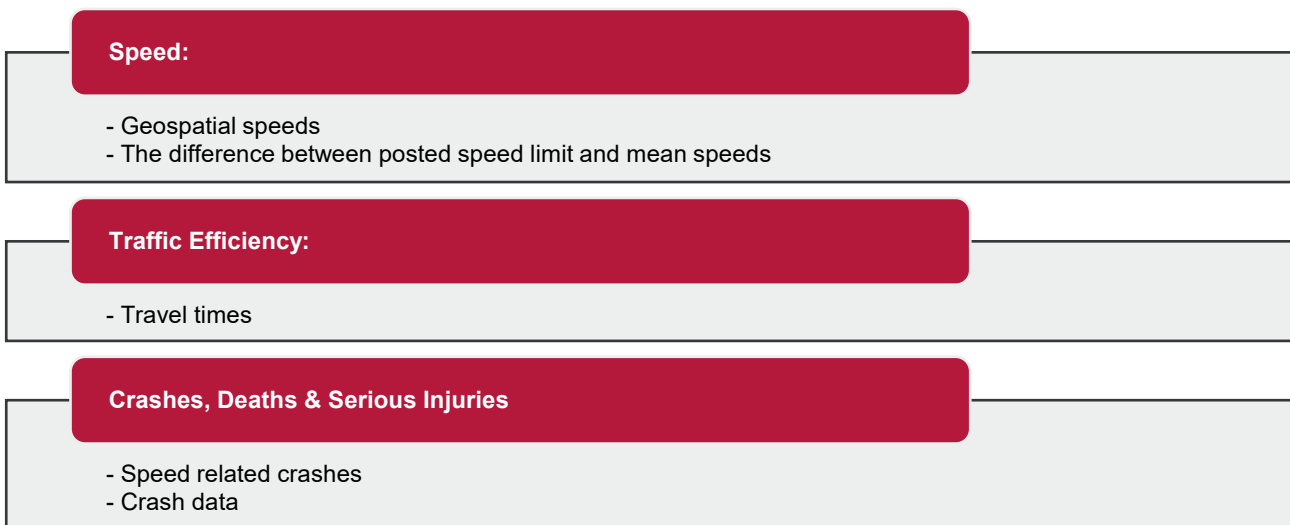 Speed:
- Geospatial speeds
- The difference between posted speed limit and mean speeds
Traffic Efficiency:
- Travel times
Crashes, Deaths & Serious Injuries
- Speed related crashes
- Crash data